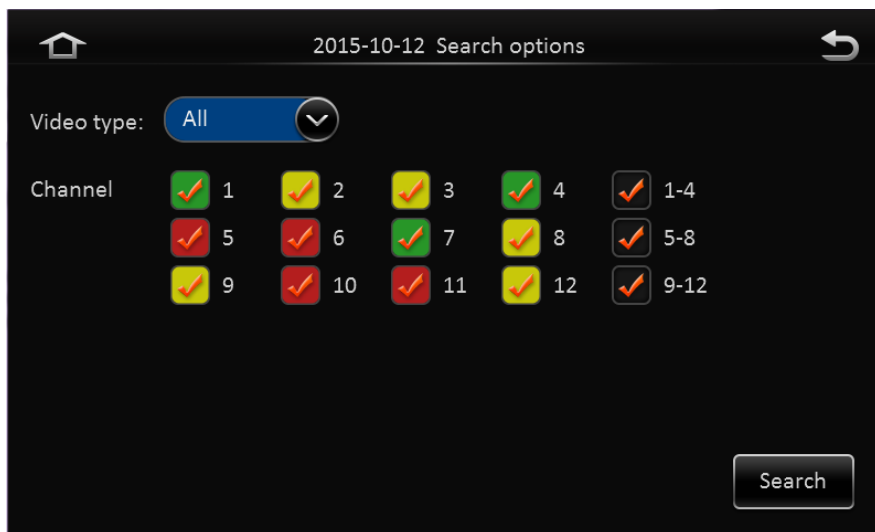 2015-10-12 Search options
Video type: All
Channel 1 2 3 4 1-4
5 6 7 8 5-8
9 10 11 12 9-12
Search